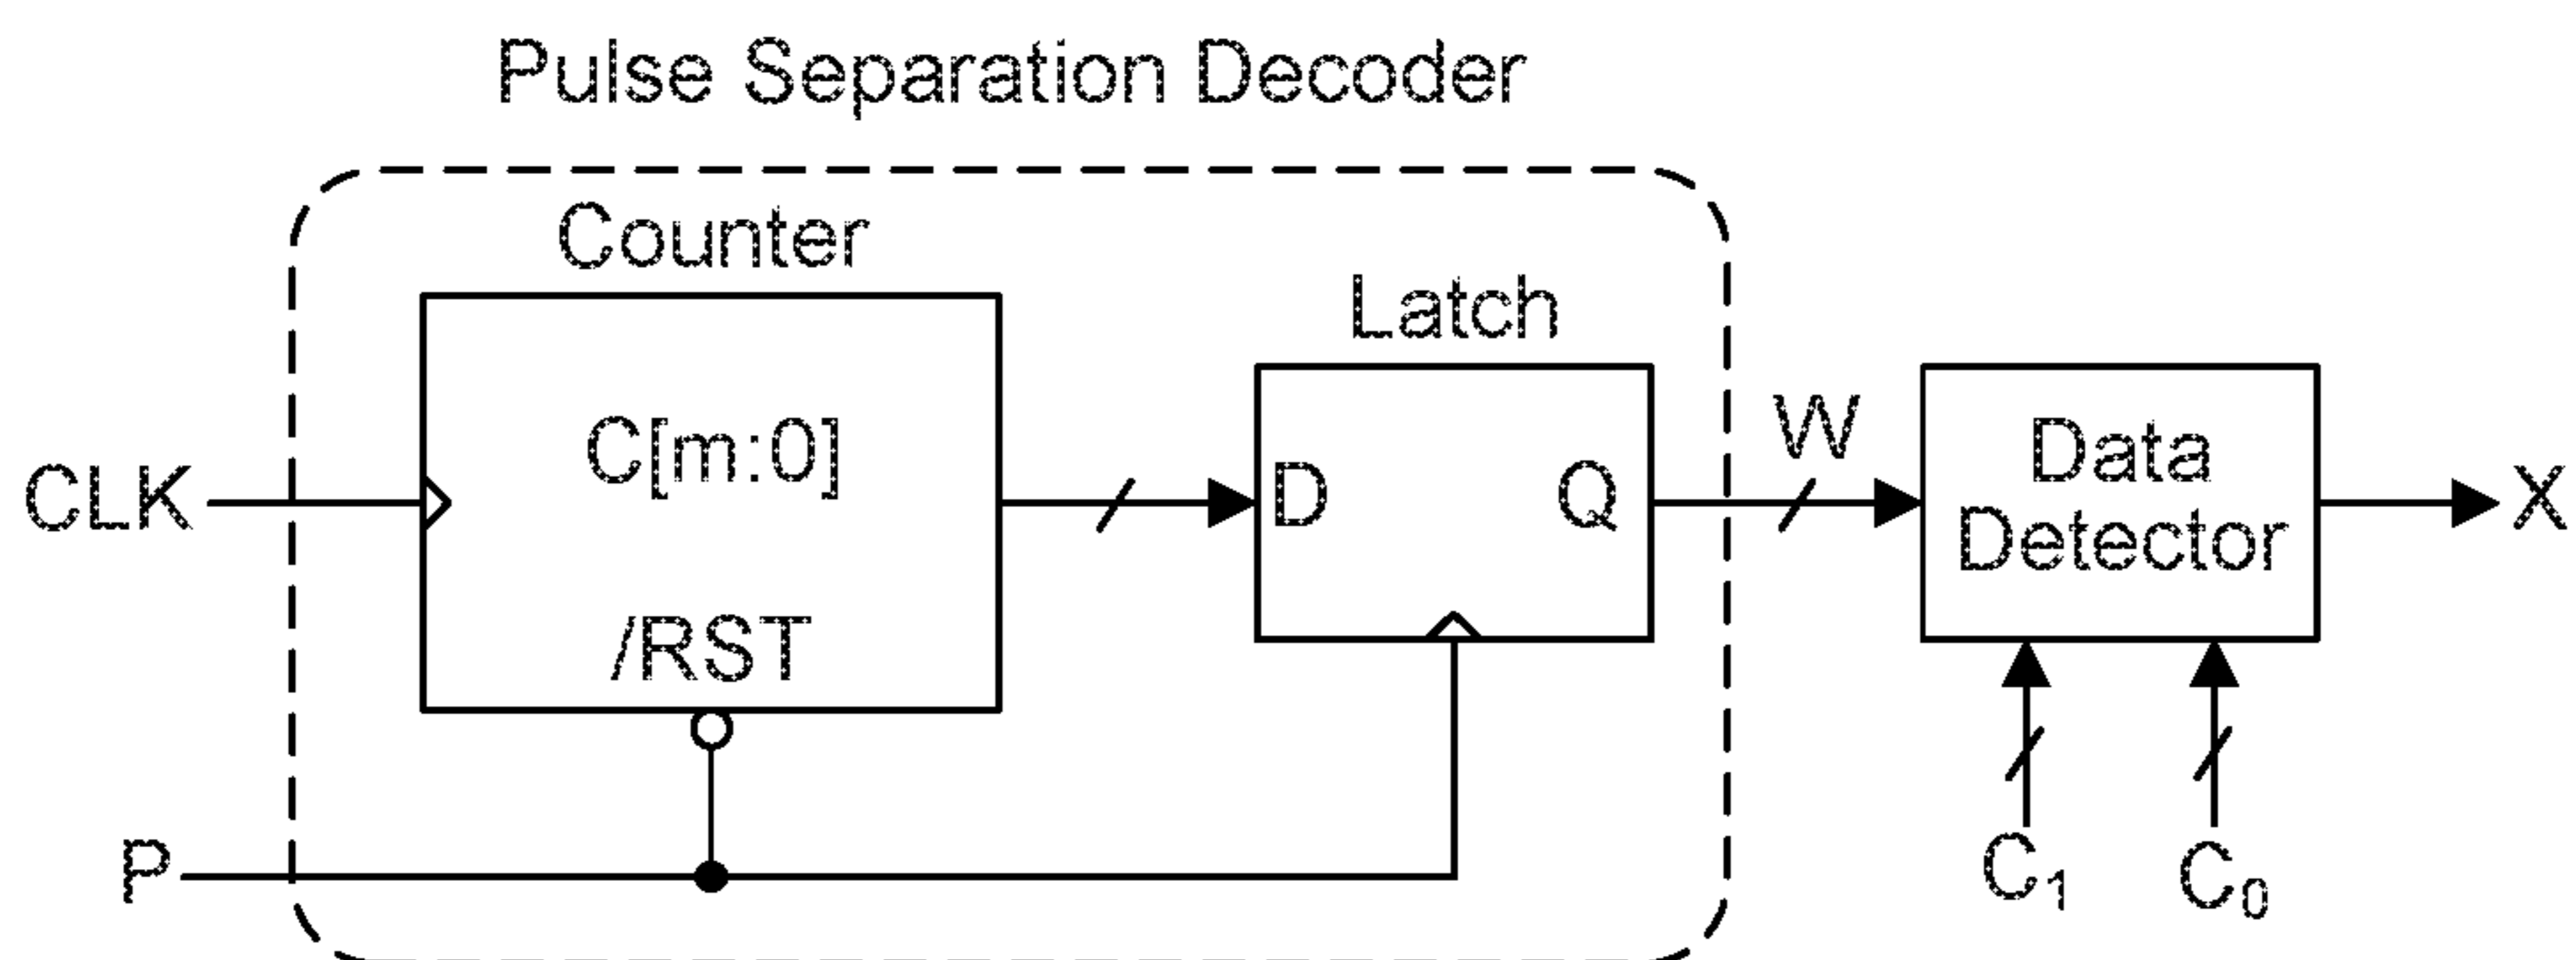 Pulse Separation Decoder
Counter
Latch
C[m:0]
W
Data
Detector
CLK
D
Q
X
/RST
P
C₁
C₀